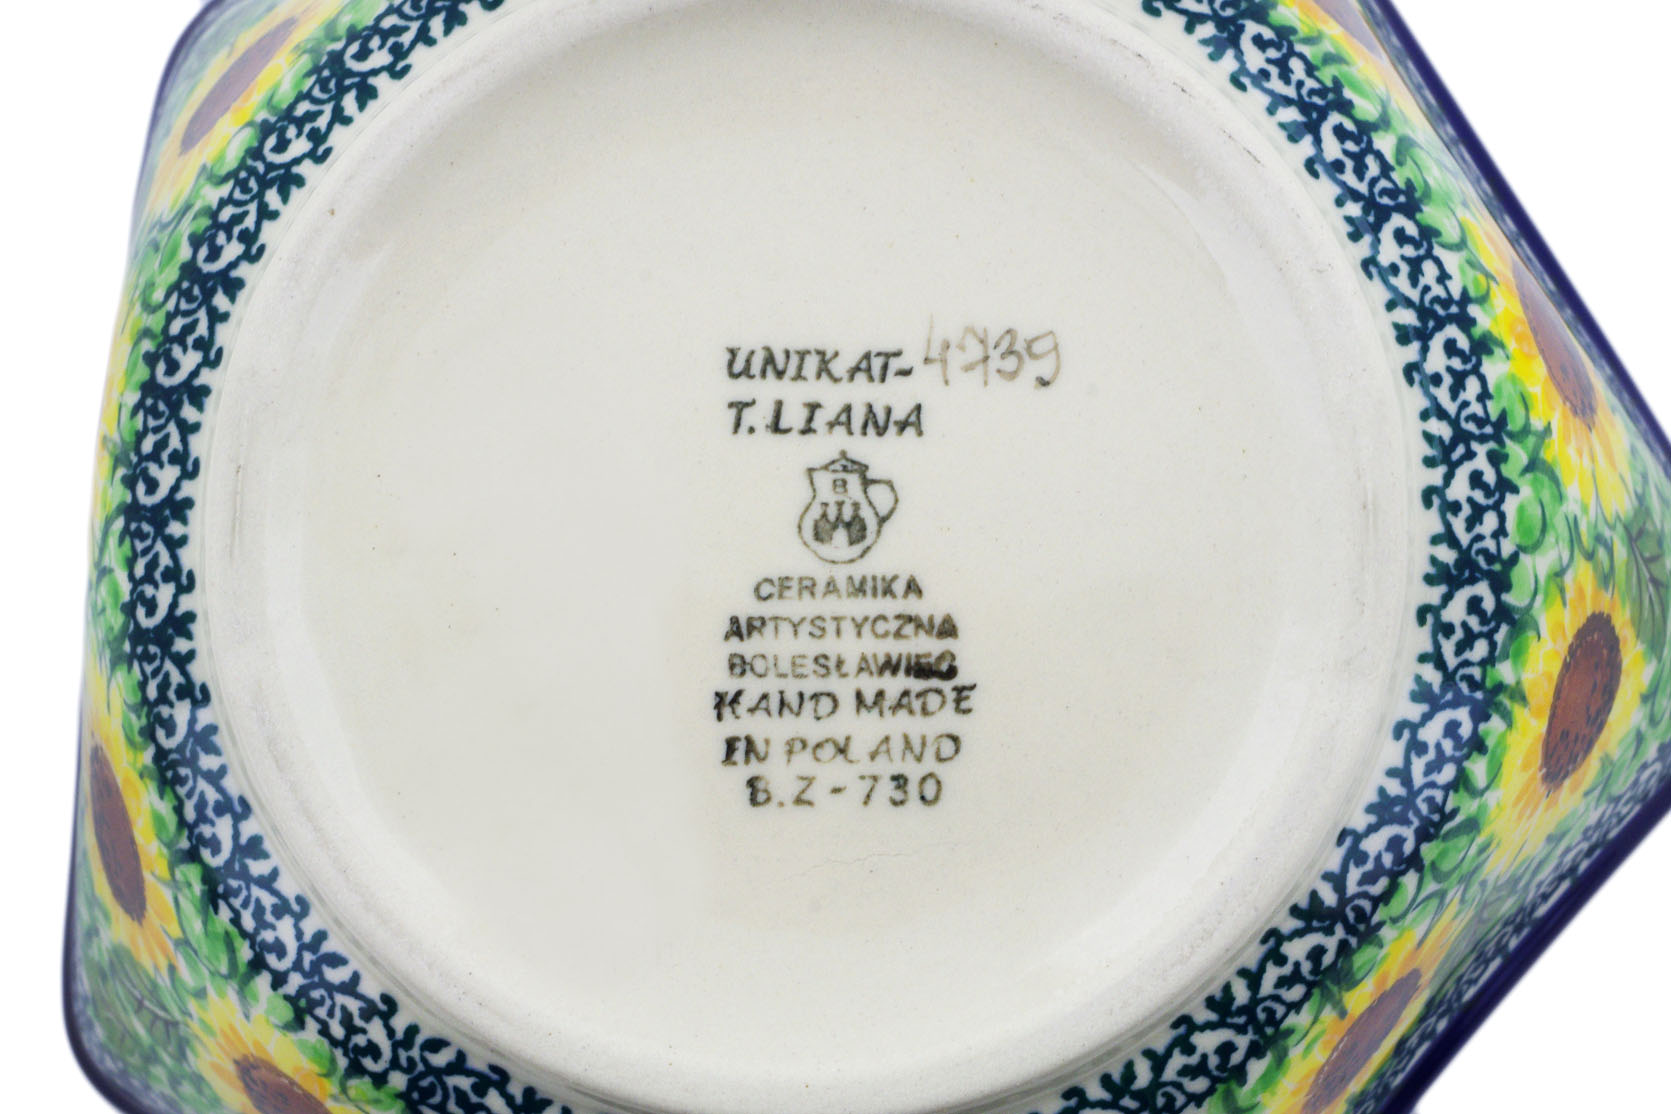 UNIKAT-4739
T.LIANA
B
CERAMIKA
ARTYSTYCZNA
BOLESŁAWIEC
HAND MADE
IN POLAND
B.Z-730